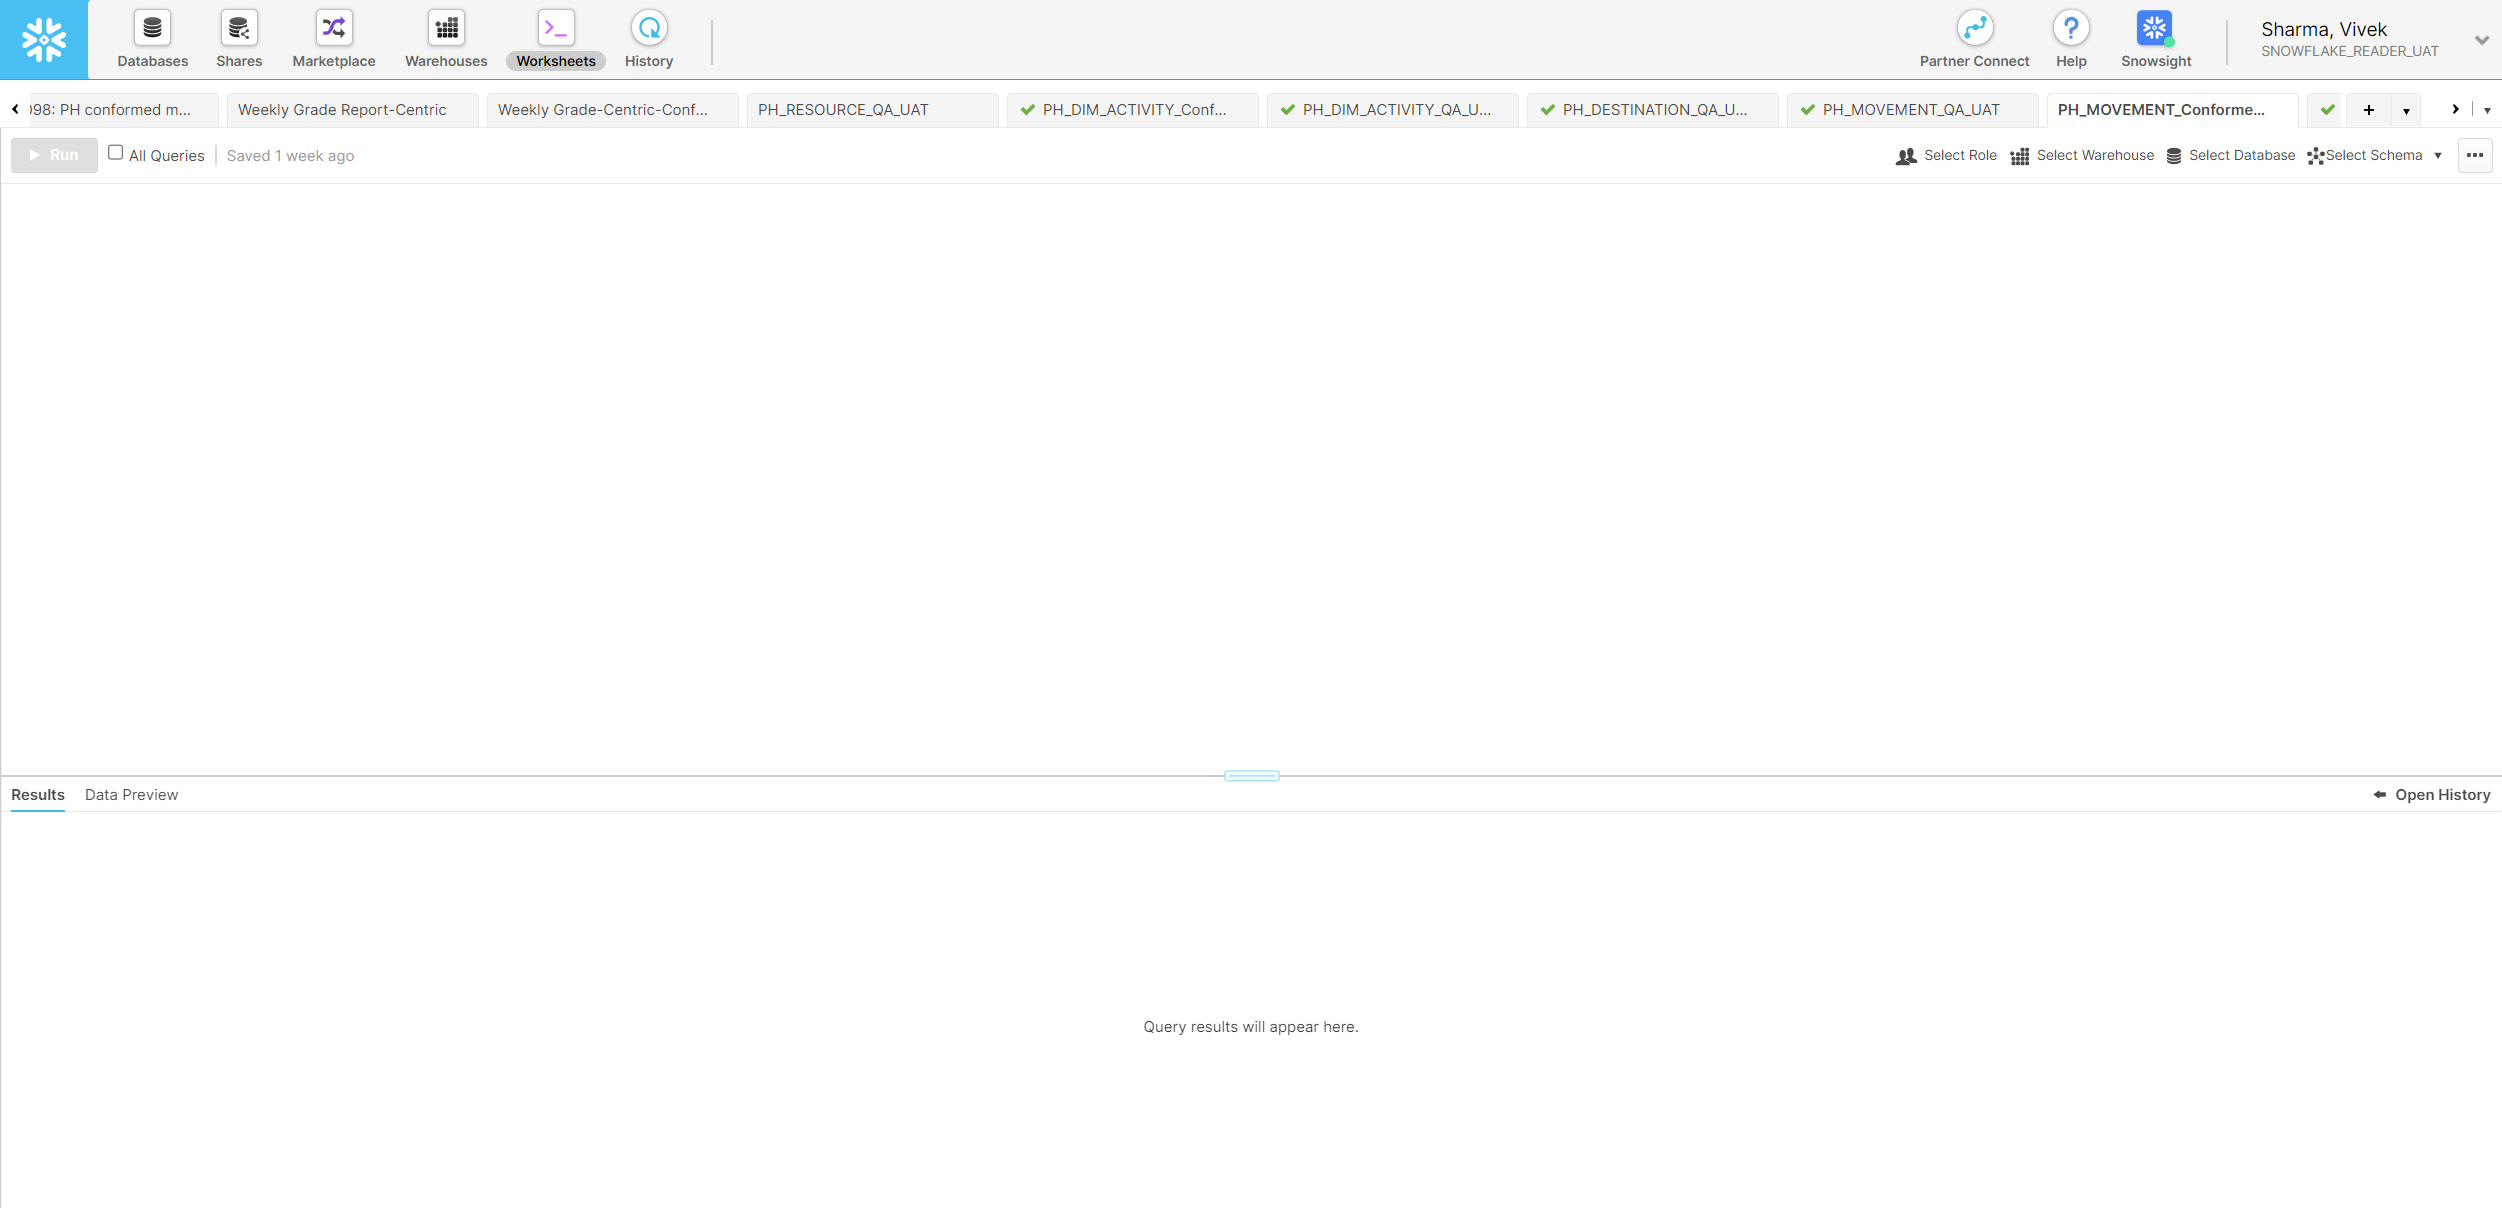 Databases Shares Marketplace Warehouses Worksheets History Partner Connect Help Snowsight
Sharma, Vivek
SNOWFLAKE_READER_UAT
98: PH conformed m... Weekly Grade Report-Centric Weekly Grade-Centric-Conf... PH_RESOURCE_QA_UAT PH_DIM_ACTIVITY_Conf... PH_DIM_ACTIVITY_QA_U... PH_DESTINATION_QA_U... PH_MOVEMENT_QA_UAT PH_MOVEMENT_Conforme...
Run All Queries Saved 1 week ago Select Role Select Warehouse Select Database Select Schema
Results Data Preview Open History
Query results will appear here.